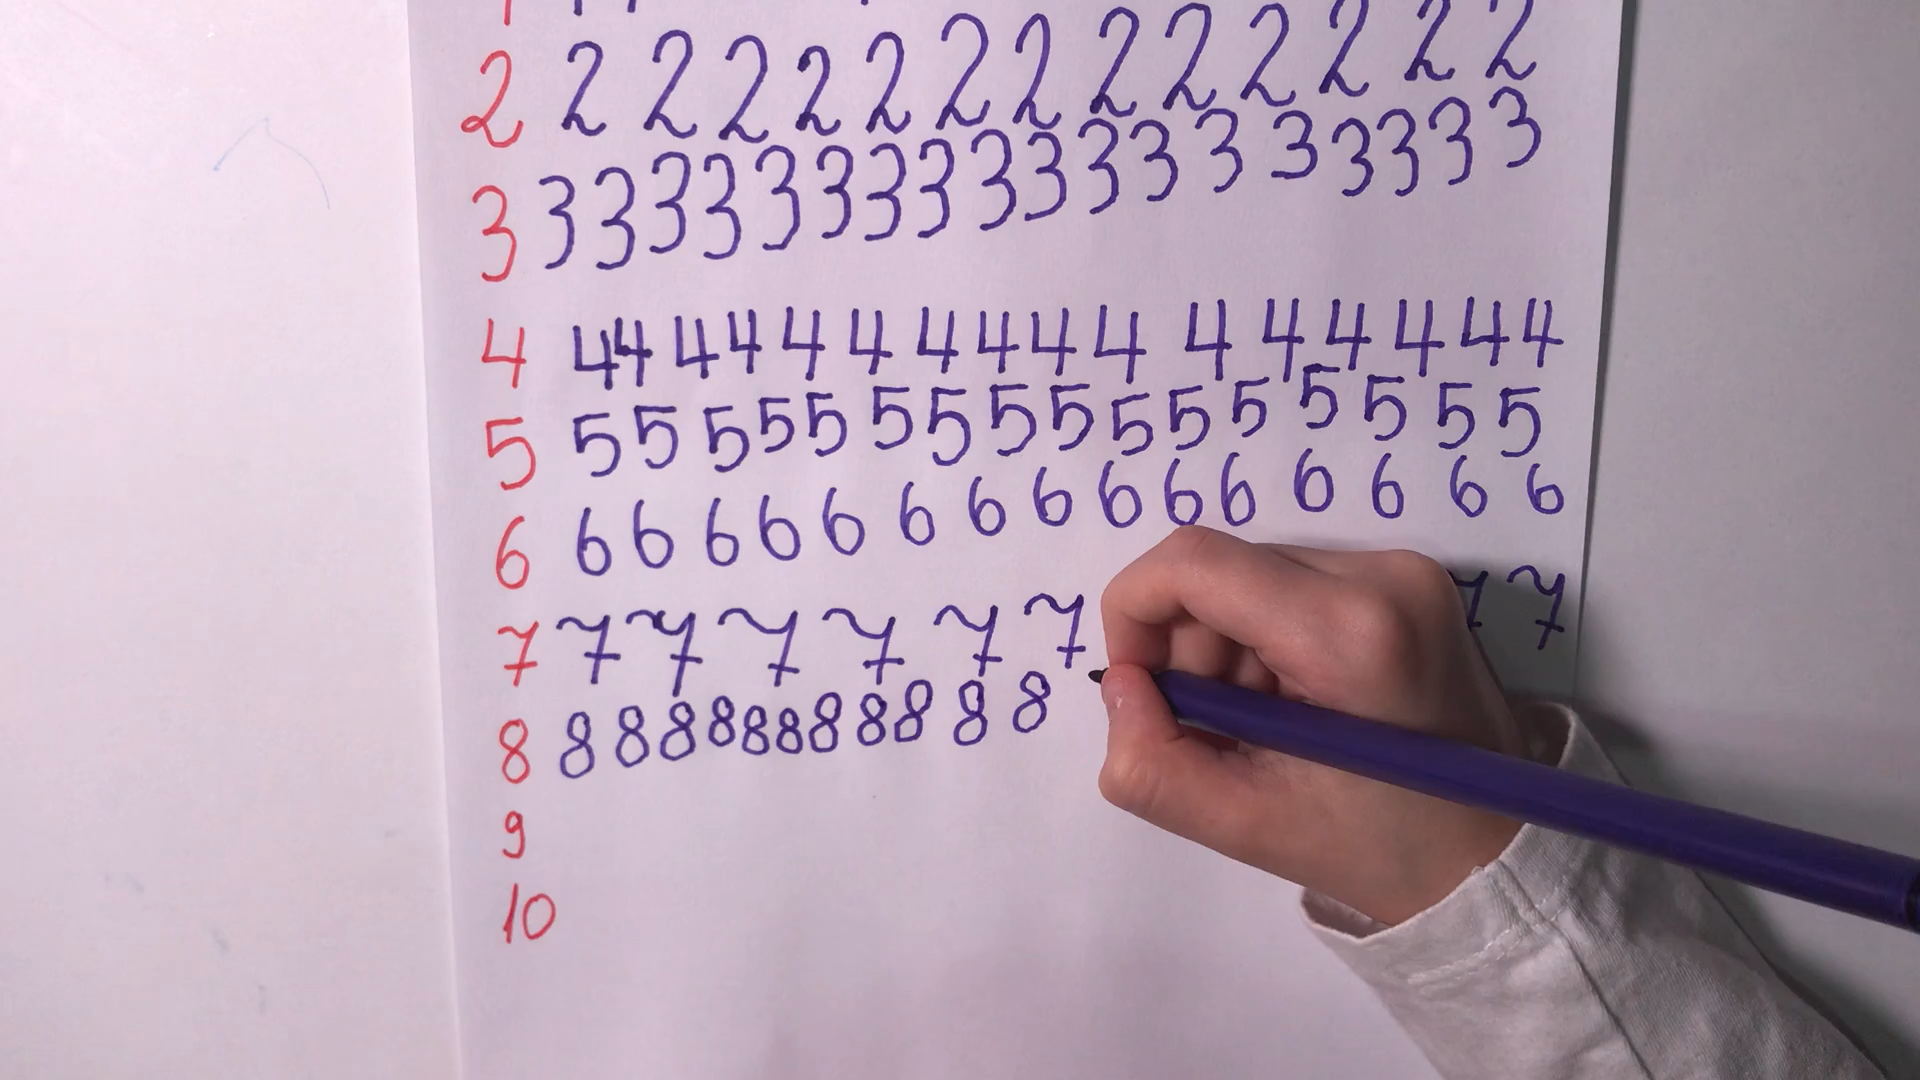 2 2 2 2 2 2 2 2 2 2 2 2 2 2
3 3 3 3 3 3 3 3 3 3 3 3 3 3 3 3 3 3 3
4 4 4 4 4 4 4 4 4 4 4 4 4 4 4 4 4
5 5 5 5 5 5 5 5 5 5 5 5 5 5 5 5 5
6 6 6 6 6 6 6 6 6 6 6 6 6 6 6 6
7 7 7 7 7 7 7 7 7
8 8 8 8 8 8 8 8 8 8 8 8
9
10